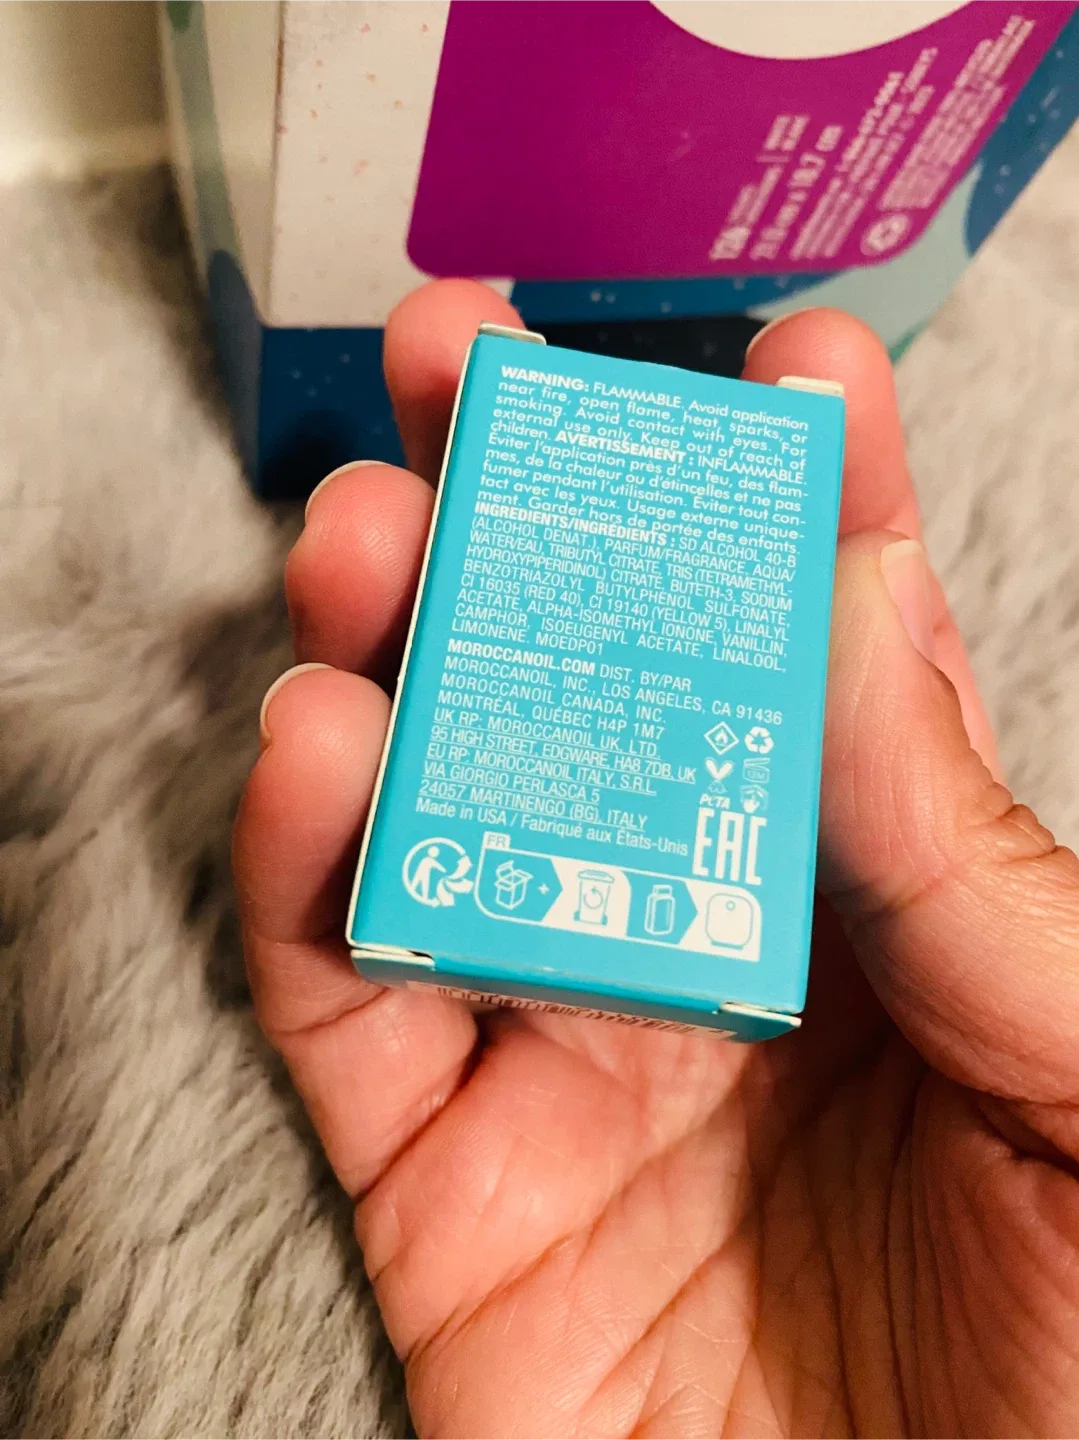 WARNING: FLAMMABLE. Avoid application
near fire, open flame, heat, sparks, or
smoking. Avoid contact with eyes. For
external use only. Keep out of reach of
children. AVERTISSEMENT : INFLAMMABLE.
Éviter l'application près d'un feu, des flam-
mes, de la chaleur ou d'étincelles et ne pas
fumer pendant l'utilisation. Éviter tout con-
tact avec les yeux. Usage externe unique-
ment. Garder hors de portée des enfants.
INGREDIENTS/INGRÉDIENTS : SD ALCOHOL 40-B
(ALCOHOL DENAT.), PARFUM/FRAGRANCE, AQUA/
WATER/EAU, TRIBUTYL CITRATE, TRIS (TETRAMETHYL-
HYDROXYPIPERIDINOL) CITRATE, BUTETH-3, SODIUM
BENZOTRIAZOLYL BUTYLPHENOL SULFONATE,
CI 16035 (RED 40), CI 19140 (YELLOW 5), LINALYL
ACETATE, ALPHA-ISOMETHYL IONONE, VANILLIN,
CAMPHOR, ISOEUGENYL ACETATE, LINALOOL,
LIMONENE. MOEDP01
MOROCCANOIL.COM DIST. BY/PAR
MOROCCANOIL, INC., LOS ANGELES, CA 91436
MOROCCANOIL CANADA, INC.
MONTRÉAL, QUÉBEC H4P 1M7
UK RP: MOROCCANOIL UK, LTD.
95 HIGH STREET, EDGWARE, HA8 7DB, UK
EU RP: MOROCCANOIL ITALY, S.R.L.
VIA GIORGIO PERLASCA 5
24057 MARTINENGO (BG), ITALY
Made in USA / Fabriqué aux États-Unis
12M
PETA
EAC
FR